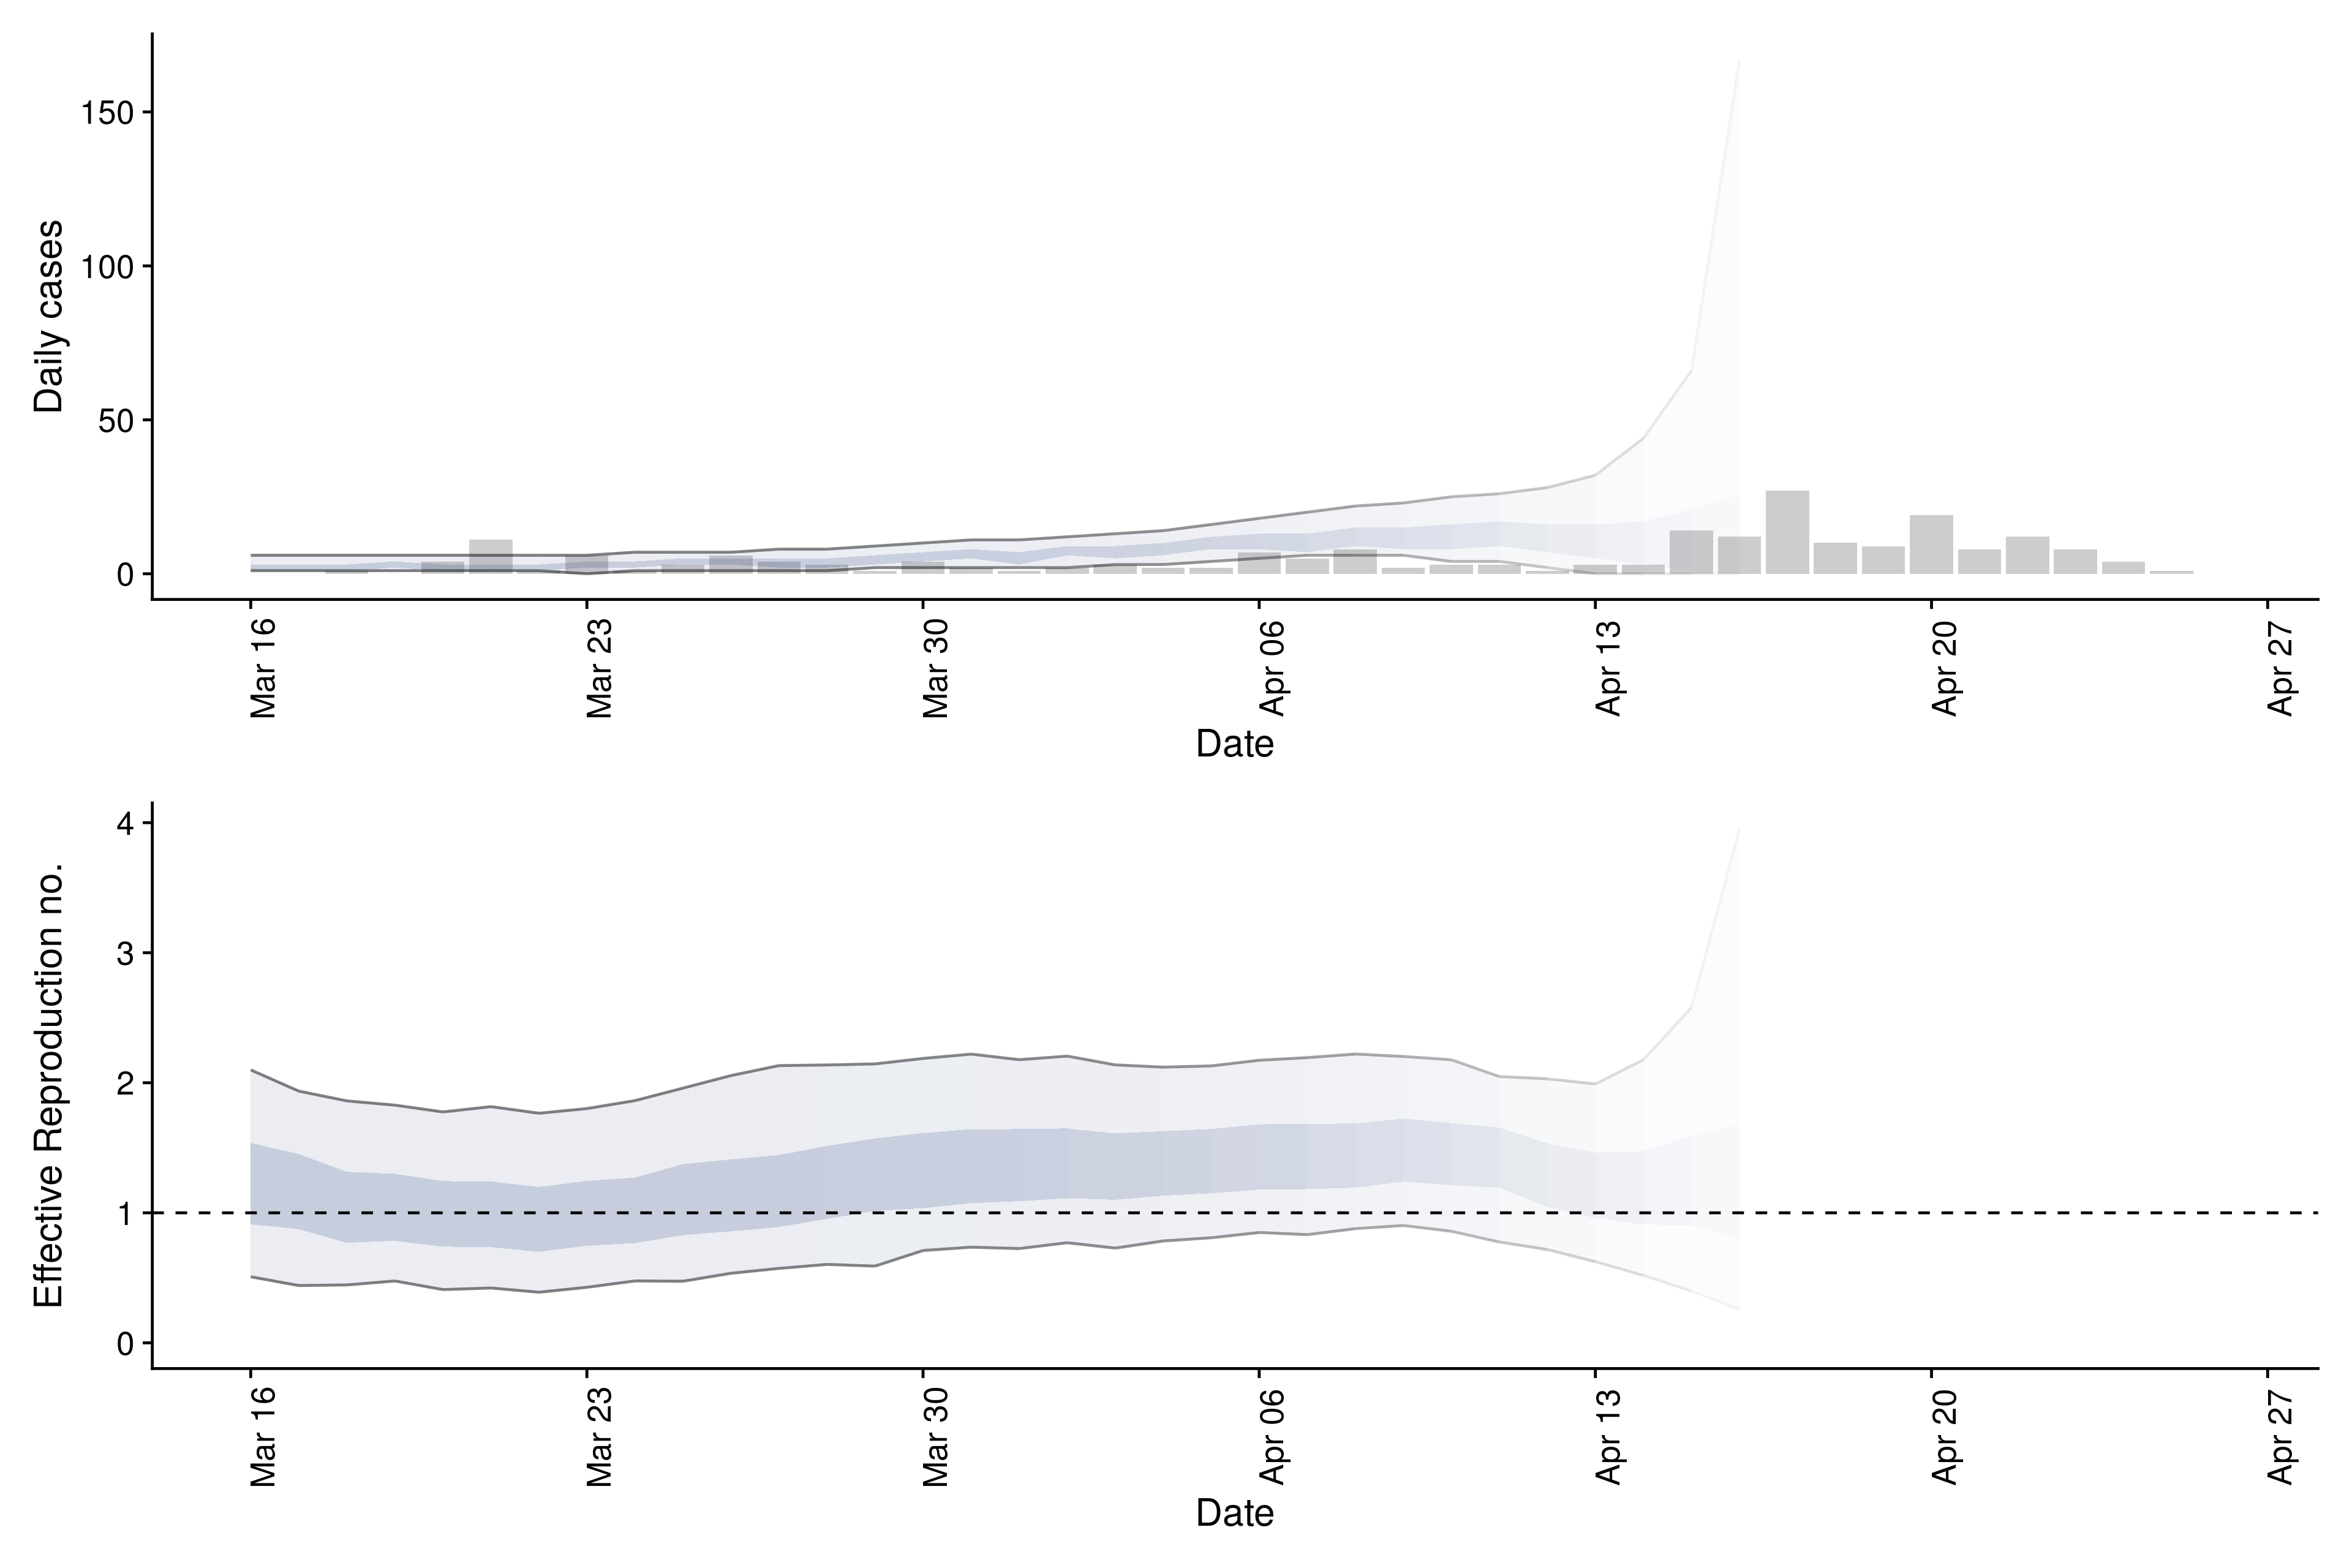 Daily cases
150
100
50
0
Mar 16
Mar 23
Mar 30
Apr 06
Apr 13
Apr 20
Apr 27
Date
Effective Reproduction no.
4
3
2
1
0
Mar 16
Mar 23
Mar 30
Apr 06
Apr 13
Apr 20
Apr 27
Date